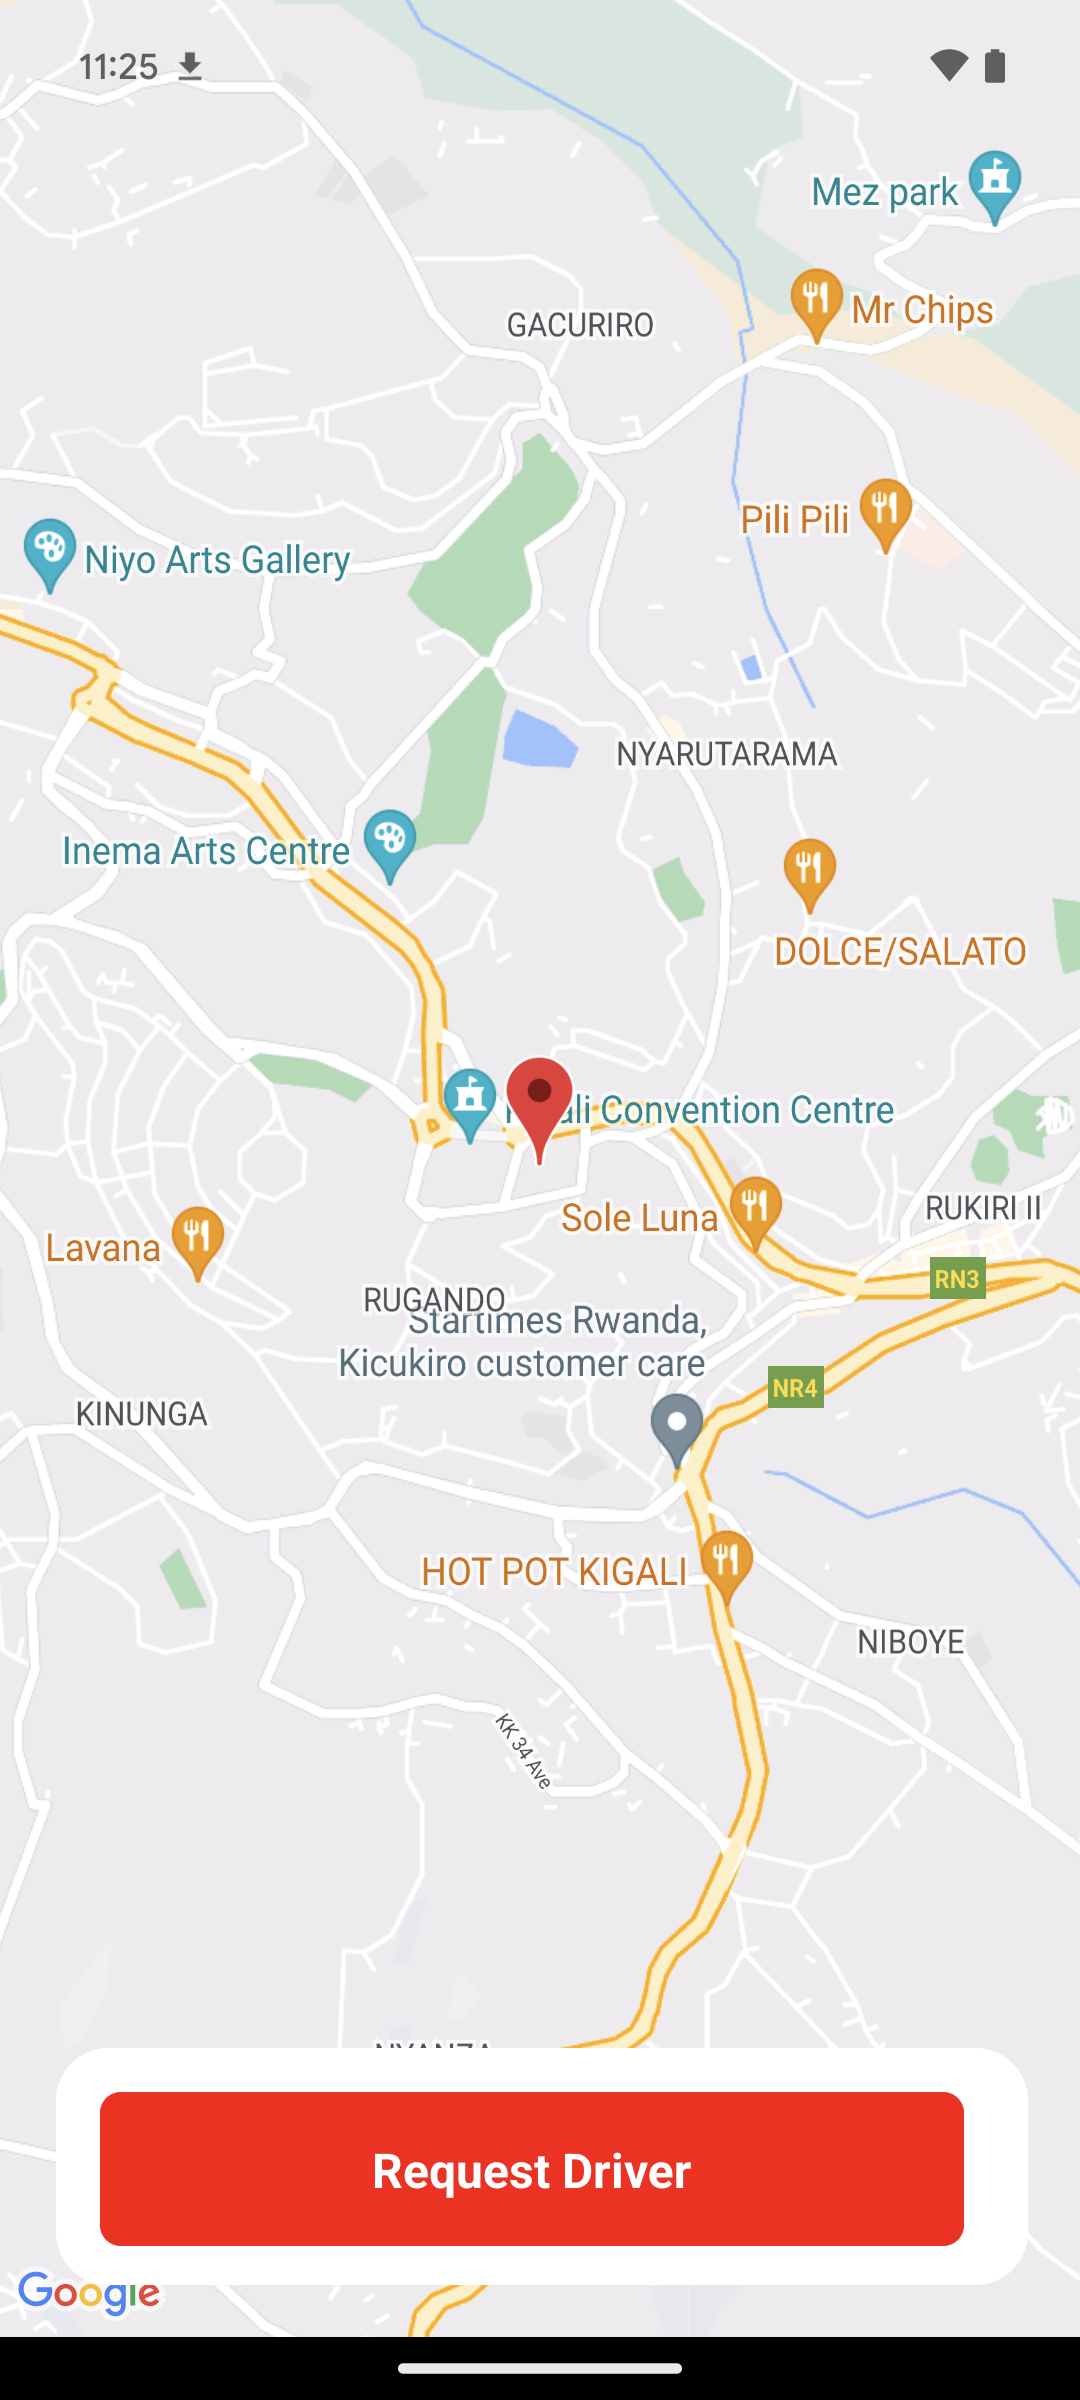 11:25
Mez park
Mr Chips
GACURIRO
Pili Pili
Niyo Arts Gallery
NYARUTARAMA
Inema Arts Centre
DOLCE/SALATO
Convention Centre
Sole Luna
RUKIRI II
Lavana
RN3
RUGANDO
Startimes Rwanda,
Kicukiro customer care
NR4
KINUNGA
HOT POT KIGALI
NIBOYE
KK 34 Ave
NYANZA
Request Driver
Google